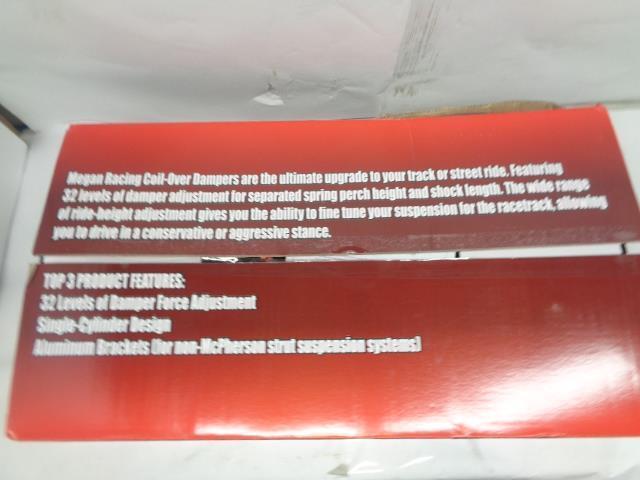 Megan Racing Coil-Over Dampers are the ultimate upgrade to your track or street ride. Featuring
32 levels of damper adjustment for separated spring perch height and shock length. The wide range
of ride-height adjustment gives you the ability to fine tune your suspension for the racetrack, allowing
you to drive in a conservative or aggressive stance.
TOP 3 PRODUCT FEATURES:
32 Levels of Damper Force Adjustment
Single-Cylinder Design
Aluminum Brackets (for non-McPherson strut suspension systems)